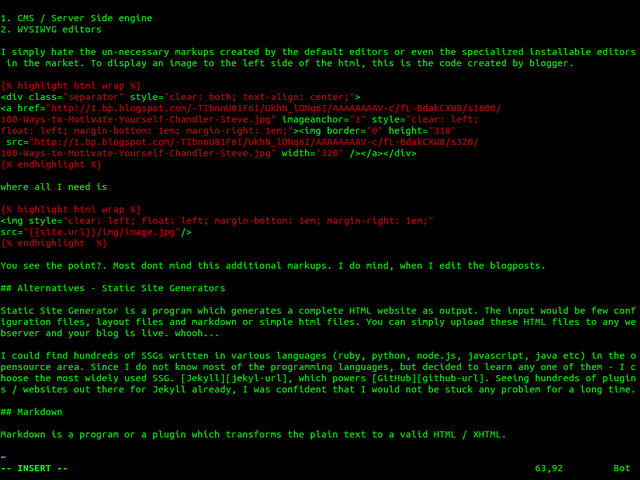 1. CMS / Server Side engine
2. WYSIWYG editors
I simply hate the un-necessary markups created by the default editors or even the specialized installable editors
 in the market. To display an image to the left side of the html, this is the code created by blogger.
{% highlight html wrap %}
<div class="separator" style="clear: both; text-align: center;">
<a href="http://1.bp.blogspot.com/-TIbnnU81F6I/UkhN_lONq6I/AAAAAAAAV-c/fL-BdakCXW8/s1600/
100-Ways-to-Motivate-Yourself-Chandler-Steve.jpg" imageanchor="1" style="clear: left;
float: left; margin-bottom: 1em; margin-right: 1em;"><img border="0" height="310"
 src="http://1.bp.blogspot.com/-TIbnnU81F6I/UkhN_lONq6I/AAAAAAAAV-c/fL-BdakCXW8/s320/
100-Ways-to-Motivate-Yourself-Chandler-Steve.jpg" width="320" /></a></div>
{% endhighlight %}
where all I need is
{% highlight html wrap %}
<img style="clear: left; float: left; margin-bottom: 1em; margin-right: 1em;"
src="{{site.url}}/img/image.jpg"/>
{% endhighlight  %}
You see the point?. Most dont mind this additional markups. I do mind, when I edit the blogposts.
## Alternatives - Static Site Generators
Static Site Generator is a program which generates a complete HTML website as output. The input would be few conf
iguration files, layout files and markdown or simple html files. You can simply upload these HTML files to any we
bserver and your blog is live. whooh...
I could find hundreds of SSGs written in various languages (ruby, python, node.js, javascript, java etc) in the o
pensource area. Since I do not know most of the programming languages, but decided to learn any one of them - I c
hoose the most widely used SSG. [Jekyll][jekyl-url], which powers [GitHub][github-url]. Seeing hundreds of plugin
s / websites out there for Jekyll already, I was confident that I would not be stuck any problem for a long time.
## Markdown
Markdown is a program or a plugin which transforms the plain text to a valid HTML / XHTML.
~
-- INSERT -- 63,92 Bot